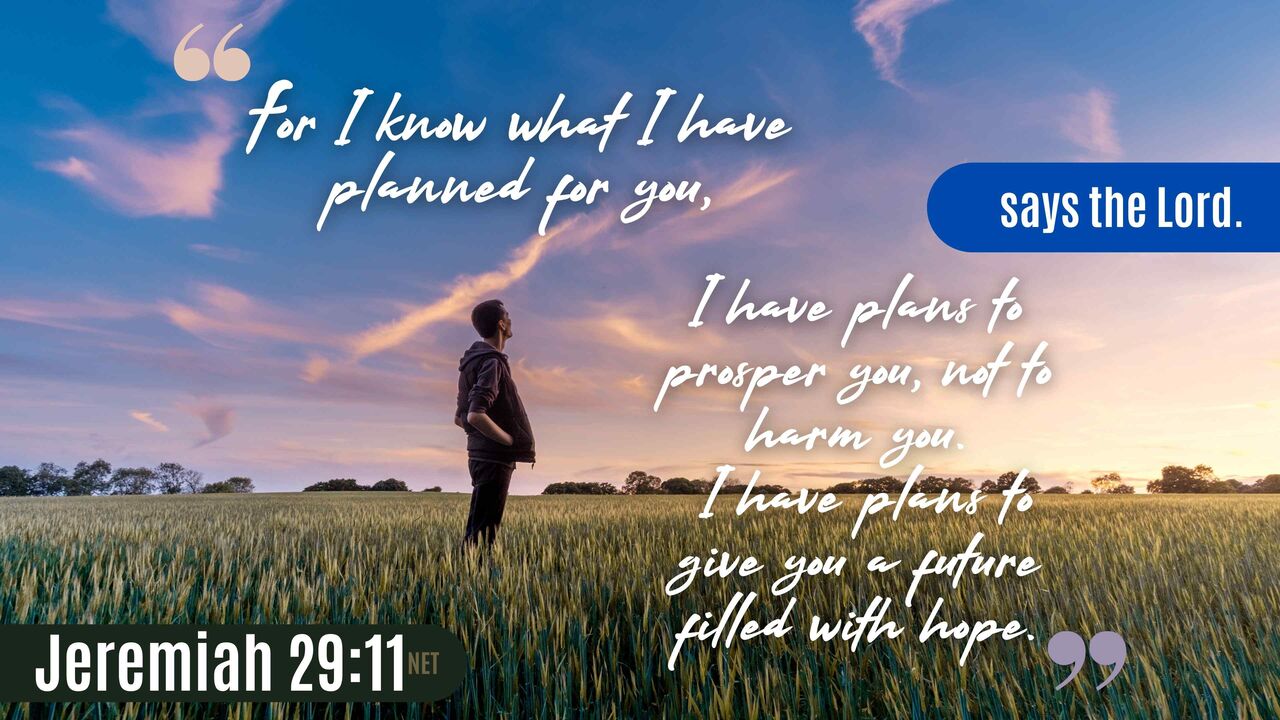 “
for I know what I have
planned for you,
says the Lord.
I have plans to
prosper you, not to
harm you.
I have plans to
give you a future
filled with hope.
”
Jeremiah 29:11 NET